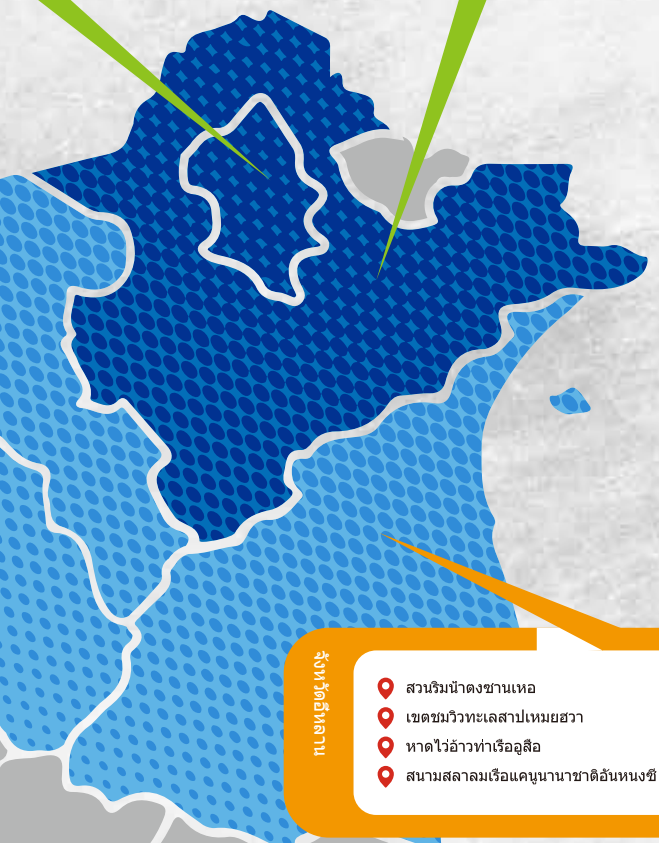 จังหวัดอี๋หลาน
สวนริมน้ำตงซานเหอ
เขตชมวิวทะเลสาปเหมยฮวา
หาดไว่อ้าวท่าเรืออูสือ
สนามสลาลมเรือแคนูนานาชาติอันหนงซี